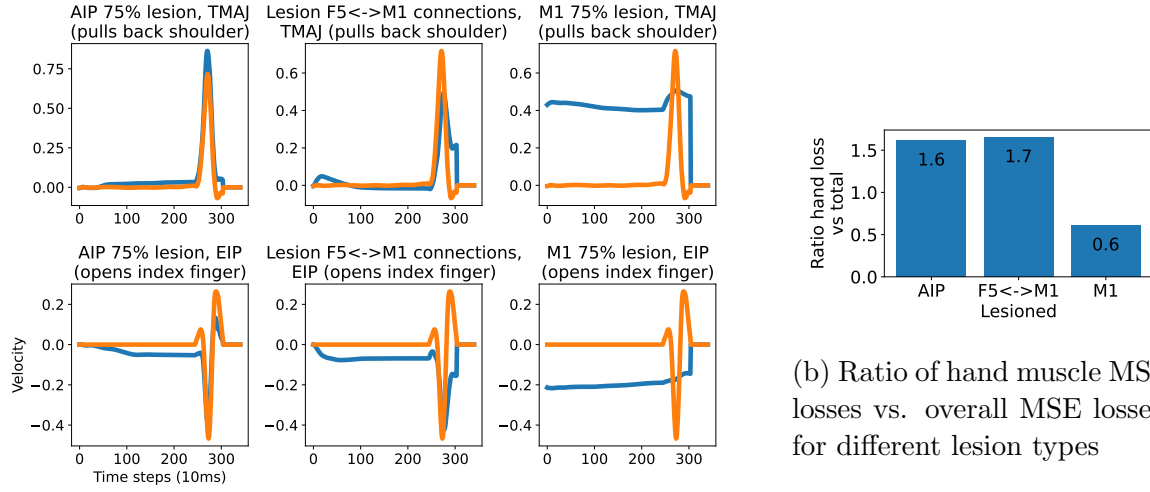 AIP 75% lesion, TMAJ
(pulls back shoulder)
0.75
0.50
0.25
0.00
0 100 200 300
Lesion F5<->M1 connections,
TMAJ (pulls back shoulder)
0.6
0.4
0.2
0.0
0 100 200 300
M1 75% lesion, TMAJ
(pulls back shoulder)
0.6
0.4
0.2
0.0
0 100 200 300
AIP 75% lesion, EIP
(opens index finger)
Velocity
0.2
0.0
−0.2
−0.4
0 100 200 300
Time steps (10ms)
Lesion F5<->M1 connections,
EIP (opens index finger)
0.2
0.0
−0.2
−0.4
0 100 200 300
M1 75% lesion, EIP
(opens index finger)
0.2
0.0
−0.2
−0.4
0 100 200 300
Ratio hand loss
vs total
1.5
1.0
0.5
0.0
1.6
1.7
0.6
AIP F5<->M1 M1
Lesioned
(b) Ratio of hand muscle MS
losses vs. overall MSE losse
for different lesion types